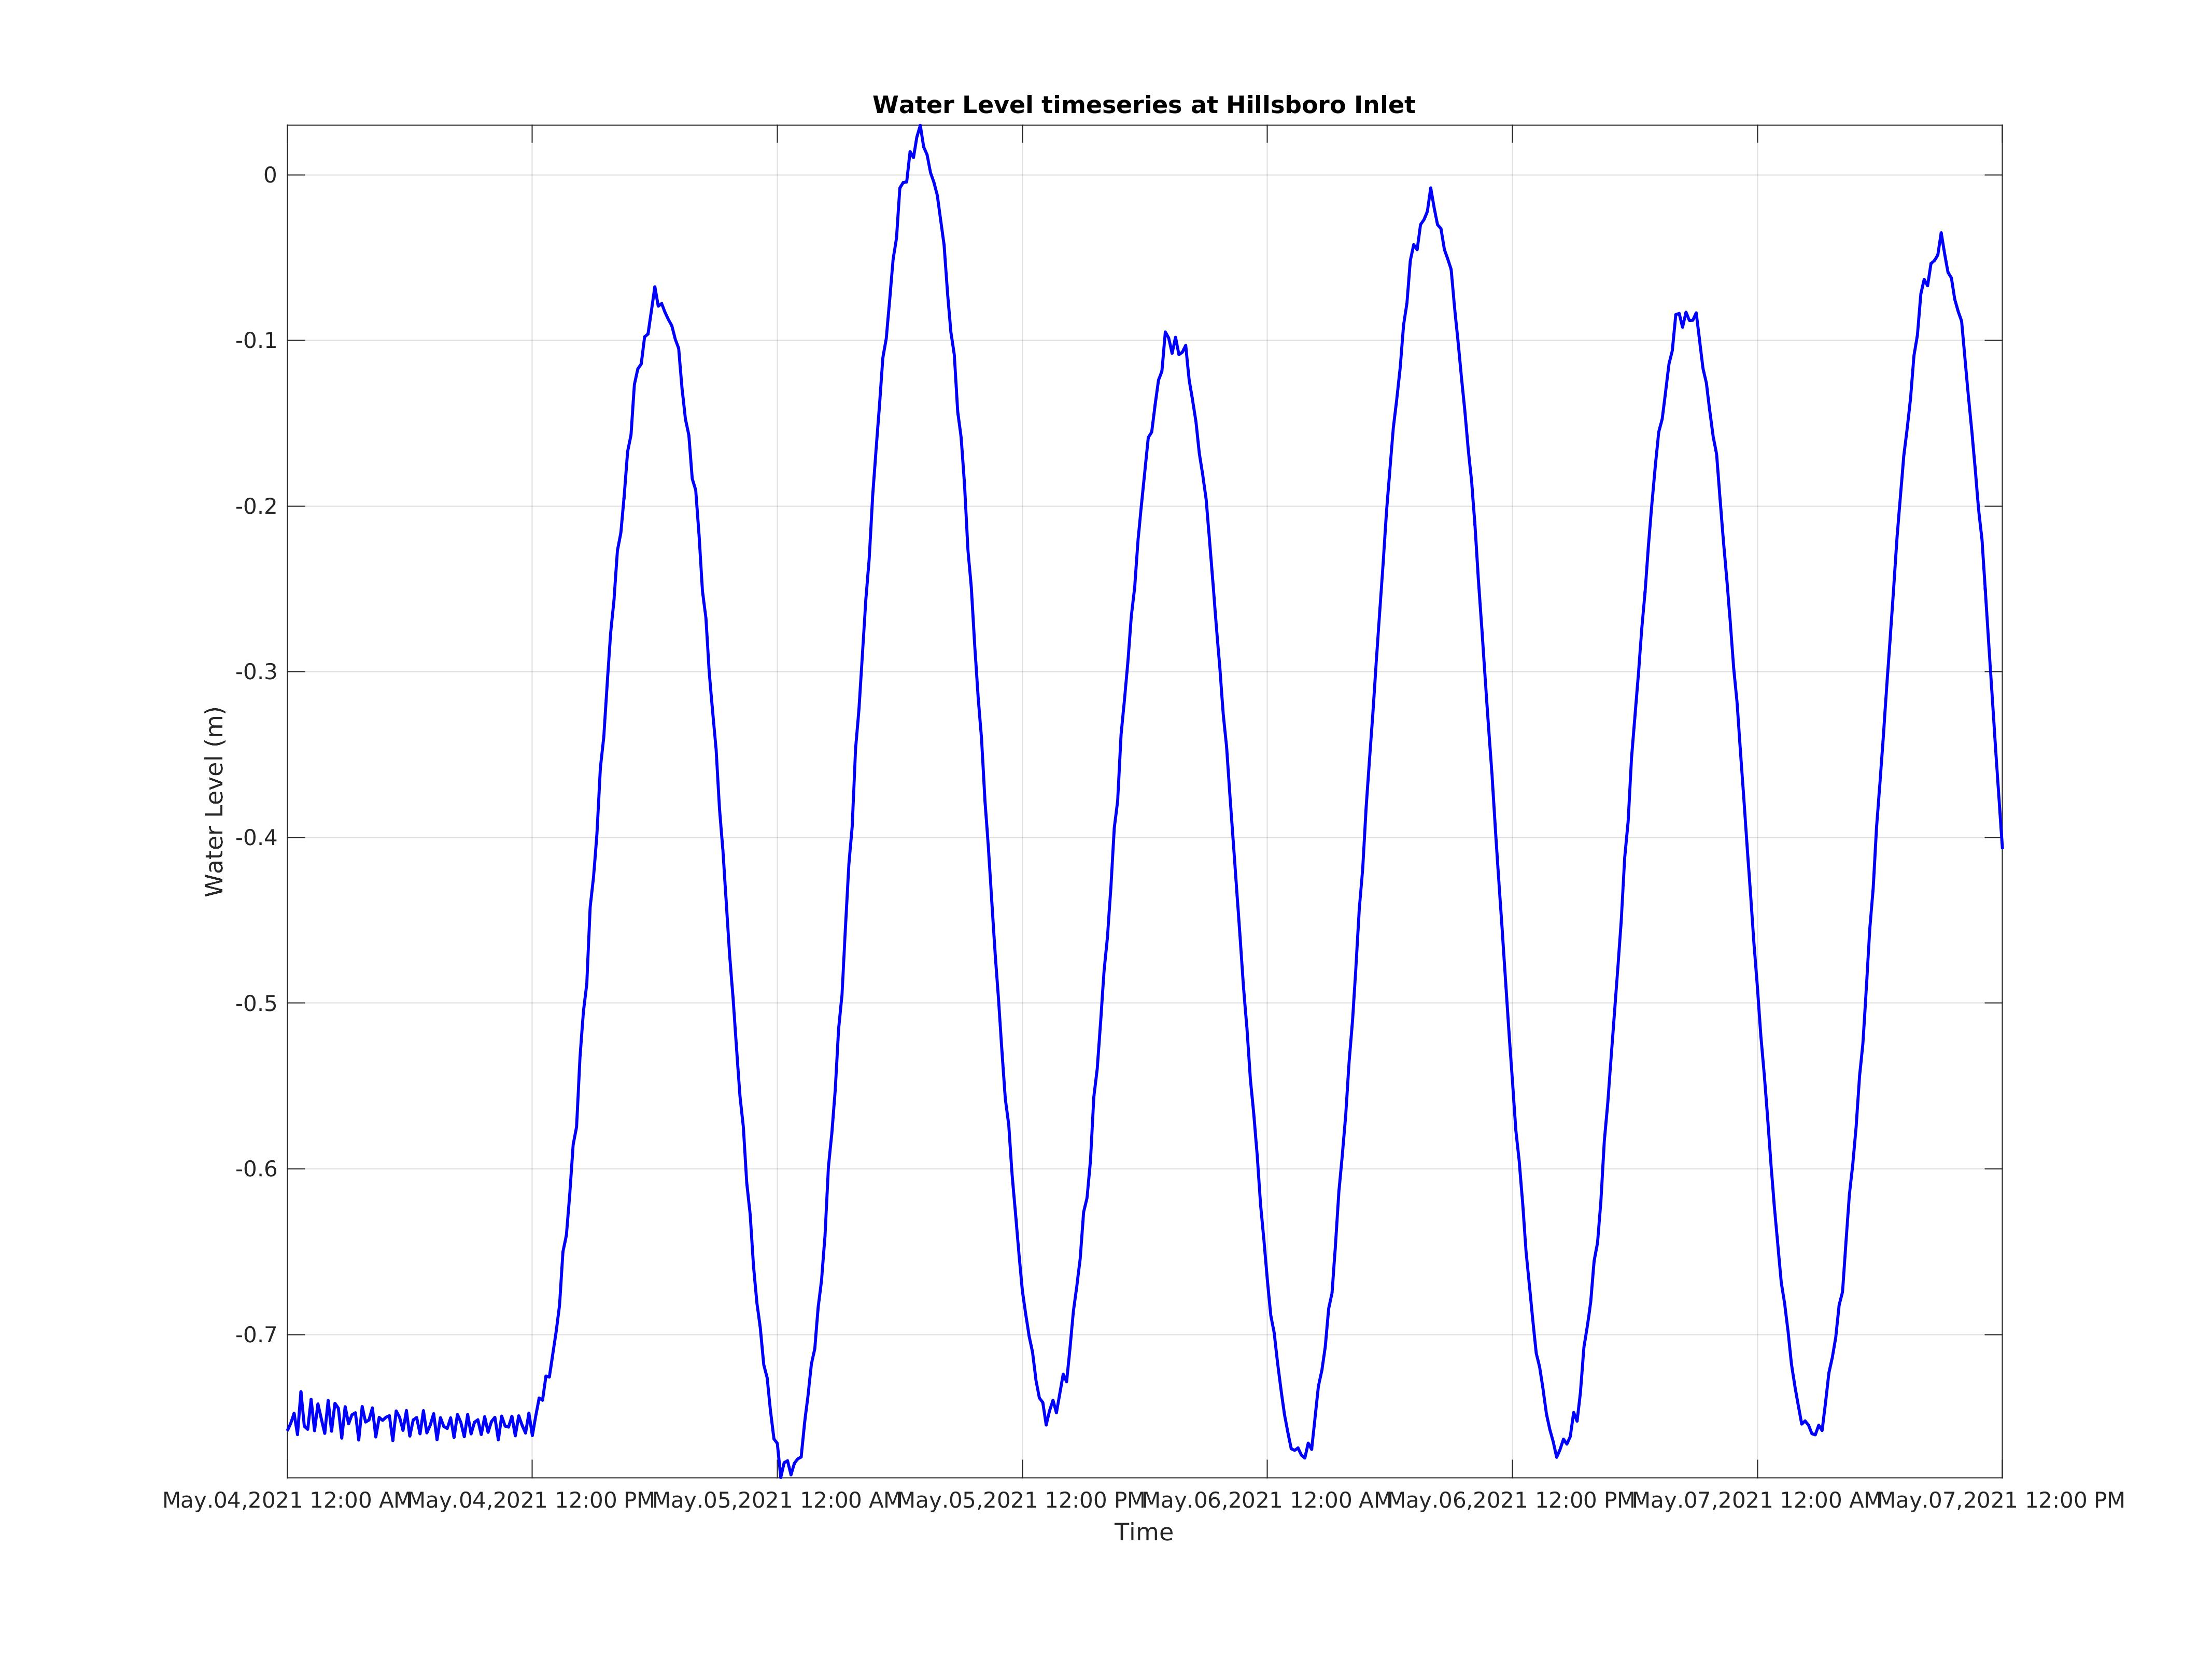 Water Level timeseries at Hillsboro Inlet
0
-0.1
-0.2
-0.3
-0.4
-0.5
-0.6
-0.7
Water Level (m)
May.04,2021 12:00 AM May.04,2021 12:00 PM May.05,2021 12:00 AM May.05,2021 12:00 PM May.06,2021 12:00 AM May.06,2021 12:00 PM May.07,2021 12:00 AM May.07,2021 12:00 PM
Time